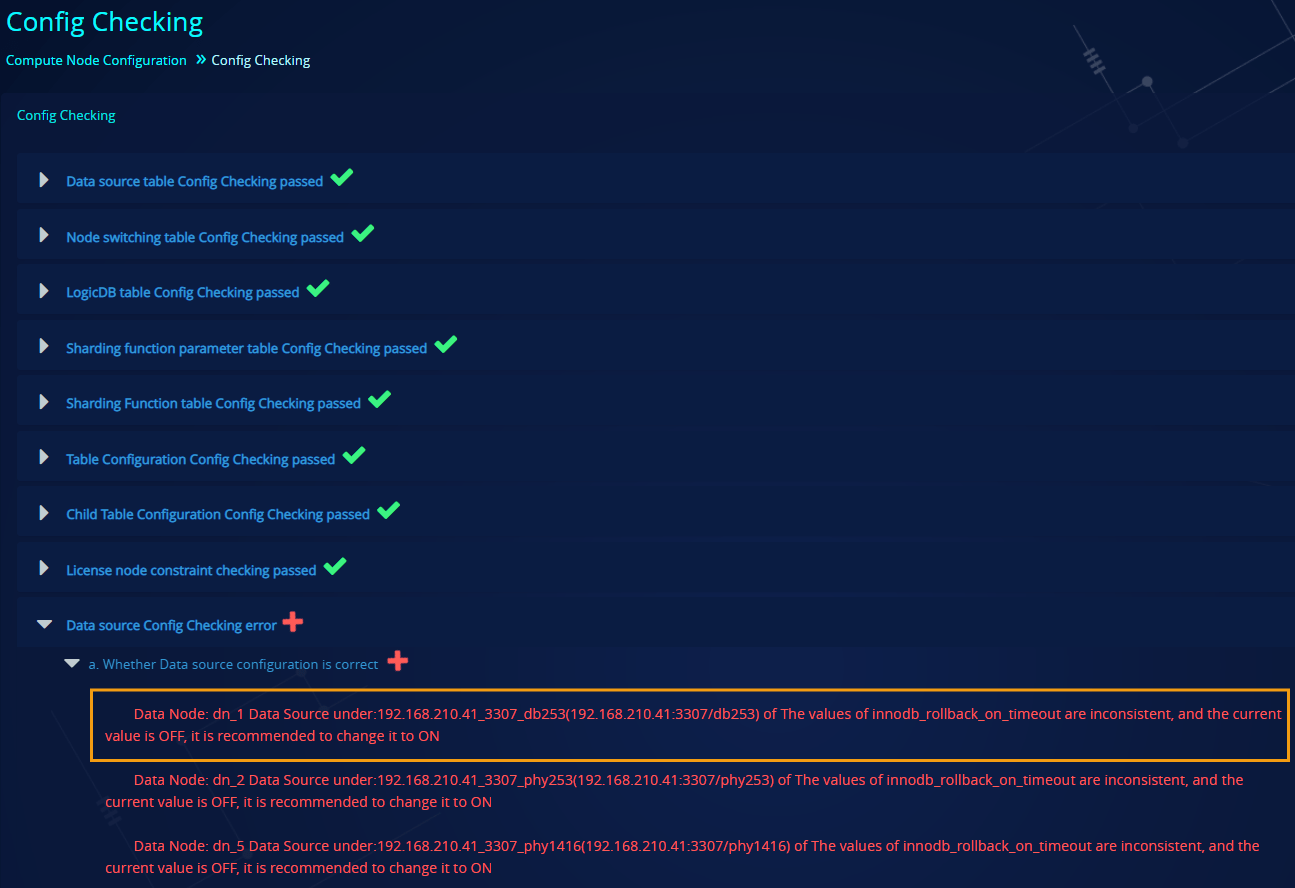 Config Checking
Compute Node Configuration » Config Checking
Config Checking
Data source table Config Checking passed
Node switching table Config Checking passed
LogicDB table Config Checking passed
Sharding function parameter table Config Checking passed
Sharding Function table Config Checking passed
Table Configuration Config Checking passed
Child Table Configuration Config Checking passed
License node constraint checking passed
Data source Config Checking error
a. Whether Data source configuration is correct
Data Node: dn_1 Data Source under:192.168.210.41_3307_db253(192.168.210.41:3307/db253) of The values of innodb_rollback_on_timeout are inconsistent, and the current
value is OFF, it is recommended to change it to ON
Data Node: dn_2 Data Source under:192.168.210.41_3307_phy253(192.168.210.41:3307/phy253) of The values of innodb_rollback_on_timeout are inconsistent, and the
current value is OFF, it is recommended to change it to ON
Data Node: dn_5 Data Source under:192.168.210.41_3307_phy1416(192.168.210.41:3307/phy1416) of The values of innodb_rollback_on_timeout are inconsistent, and the
current value is OFF, it is recommended to change it to ON